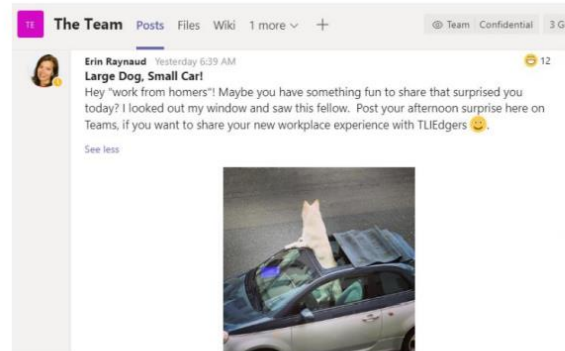 TE The Team Posts Files Wiki 1 more Team Confidential 3 G
Erin Raynaud Yesterday 6:39 AM 12
Large Dog, Small Car!
Hey "work from homers"! Maybe you have something fun to share that surprised you
today? I looked out my window and saw this fellow. Post your afternoon surprise here on
Teams, if you want to share your new workplace experience with TLIEdgers 🙂.
See less